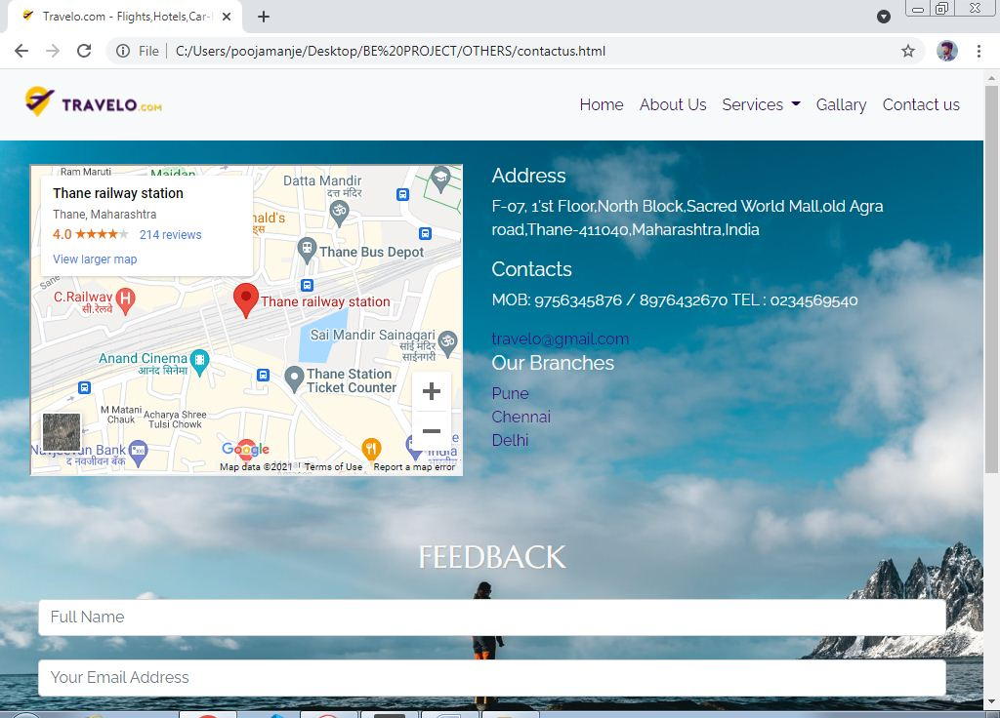 Travelo.com - Flights,Hotels,Car-
File
C:/Users/poojamanje/Desktop/BE%20PROJECT/OTHERS/contactus.html
TRAVELO.COM
Home
About Us
Services
Gallary
Contact us
Ram Maruti
Maidan
Thane railway station
Thane, Maharashtra
4.0
214 reviews
View larger map
Datta Mandir
दत्त मंदिर
nald's
Thane Bus Depot
Sane
C.Railway
सी.रेलवे
Thane railway station
Sai Mandir Sainagari
साई मंदिर
साईनगरी
Anand Cinema
आनंद सिनेमा
Thane Station
Ticket Counter
M Matani
Chauk
Acharya Shree
Tulsi Chowk
Navjeevan Bank
द नवजीवन बँक
Google
Map data ©2021
Terms of Use
Report a map error
Address
F-07, 1'st Floor,North Block,Sacred World Mall,old Agra
road,Thane-411040,Maharashtra,India
Contacts
MOB: 9756345876 / 8976432670 TEL : 0234569540
travelo@gmail.com
Our Branches
Pune
Chennai
Delhi
FEEDBACK
Full Name
Your Email Address